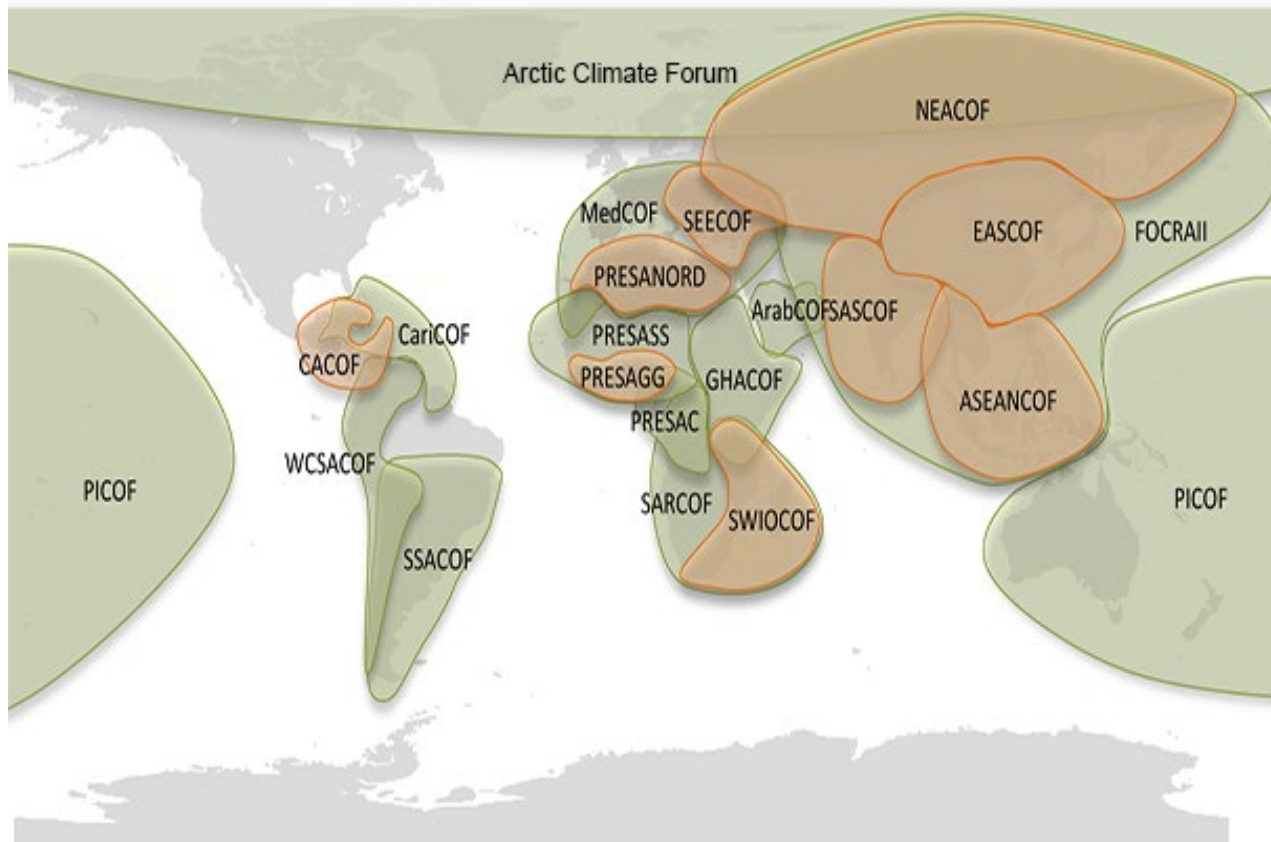 Arctic Climate Forum
NEACOF
MedCOF
SEECOF
EASCOF
FOCRAII
PRESANORD
ArabCOF
SASCOF
CariCOF
PRESASS
CACOF
PRESAGG
GHACOF
ASEANCOF
PRESAC
WCSACOF
PICOF
SARCOF
SWIOCOF
PICOF
SSACOF